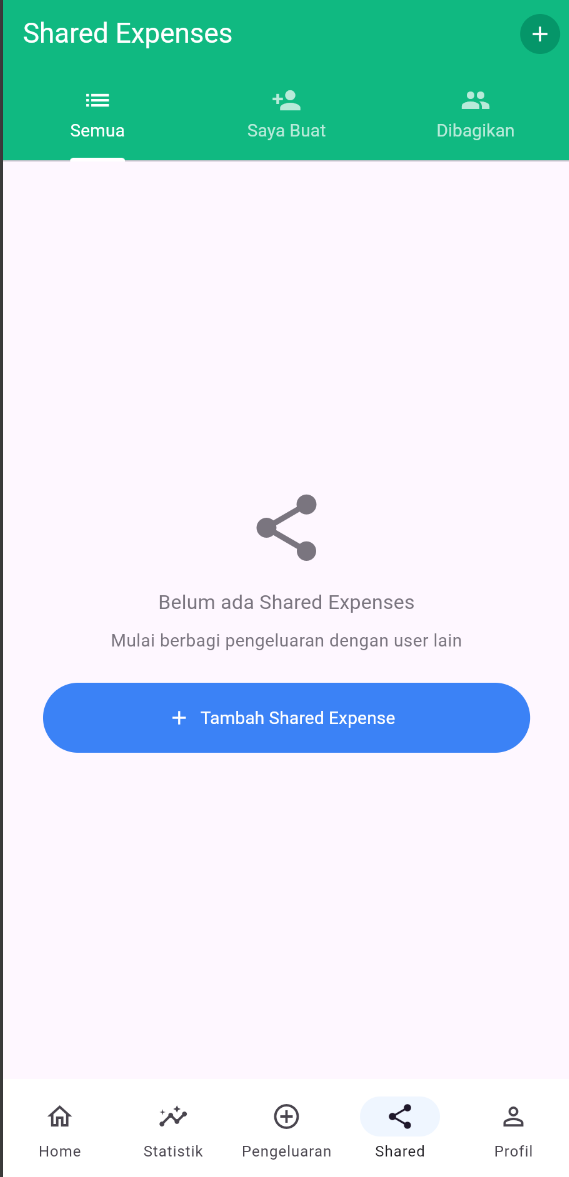 Shared Expenses
Semua
Saya Buat
Dibagikan
Belum ada Shared Expenses
Mulai berbagi pengeluaran dengan user lain
Tambah Shared Expense
Home
Statistik
Pengeluaran
Shared
Profil